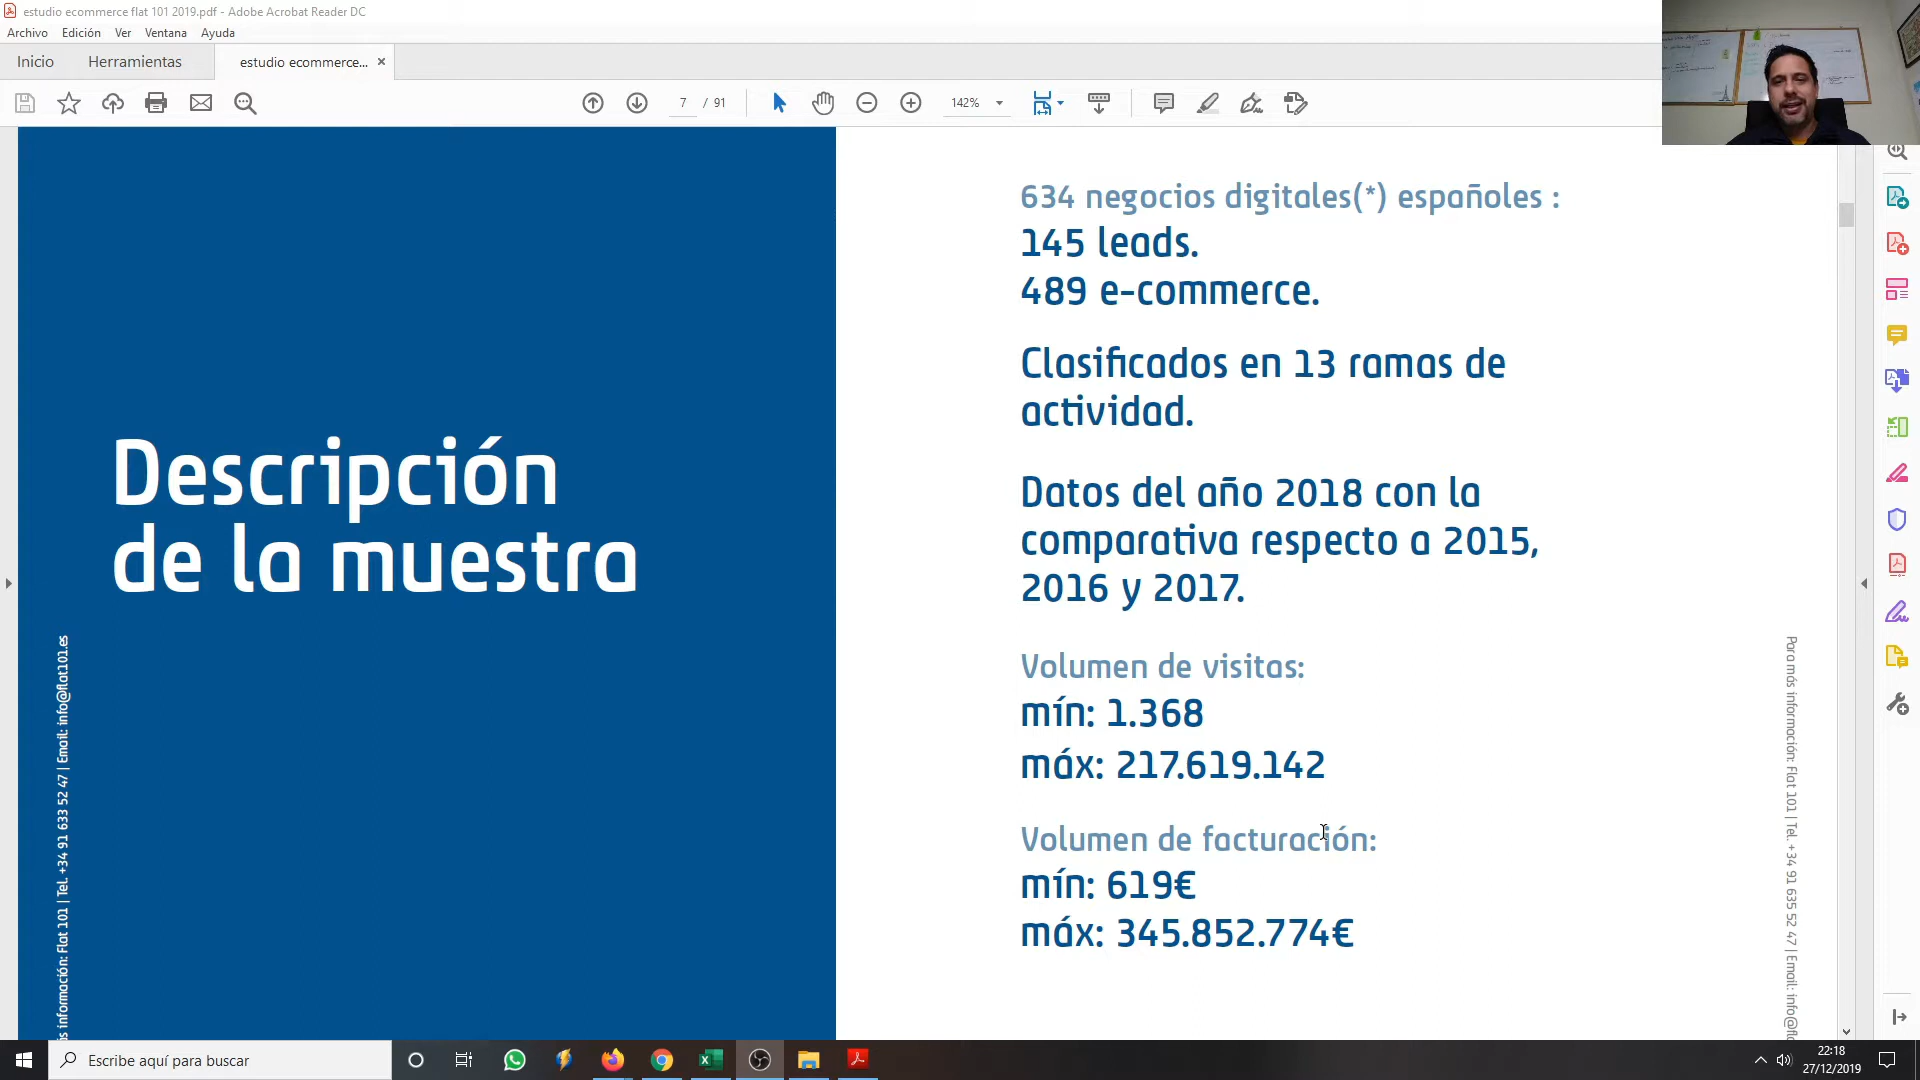 estudio ecommerce flat 101 2019.pdf - Adobe Acrobat Reader DC
Archivo Edición Ver Ventana Ayuda
Inicio Herramientas estudio ecommerce... ×
7 / 91 142%
Descripción
de la muestra
634 negocios digitales(*) españoles :
145 leads.
489 e-commerce.
Clasificados en 13 ramas de
actividad.
Datos del año 2018 con la
comparativa respecto a 2015,
2016 y 2017.
Volumen de visitas:
mín: 1.368
máx: 217.619.142
Volumen de facturación:
mín: 619€
máx: 345.852.774€
información: Flat 101 | Tel. +34 91 633 52 47 | Email: info@flat101.es
Para más información: Flat 101 | Tel. +34 91 635 52 47 | Email:
Escribe aquí para buscar
22:18
27/12/2019